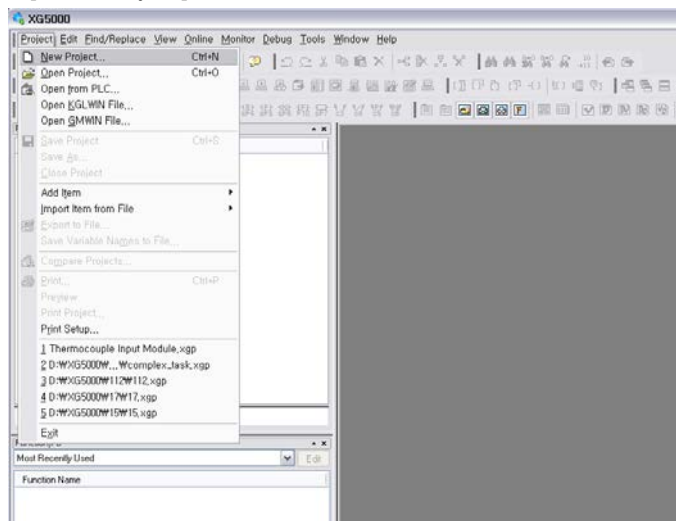 XG5000
Project Edit Find/Replace View Online Monitor Debug Tools Window Help
New Project... Ctrl+N
Open Project... Ctrl+O
Open from PLC...
Open KGLWIN File...
Open GMWIN File...
Save Project Ctrl+S
Save As...
Close Project
Add Item
Import Item from File
Export to File...
Save Variable Names to File...
Compare Projects...
Print... Ctrl+P
Preview
Print Project...
Print Setup...
1 Thermocouple Input Module.xgp
2 D:₩XG5000₩...₩complex_task.xgp
3 D:₩XG5000₩112₩112.xgp
4 D:₩XG5000₩17₩17.xgp
5 D:₩XG5000₩15₩15.xgp
Exit
Most Recently Used Edit
Function Name